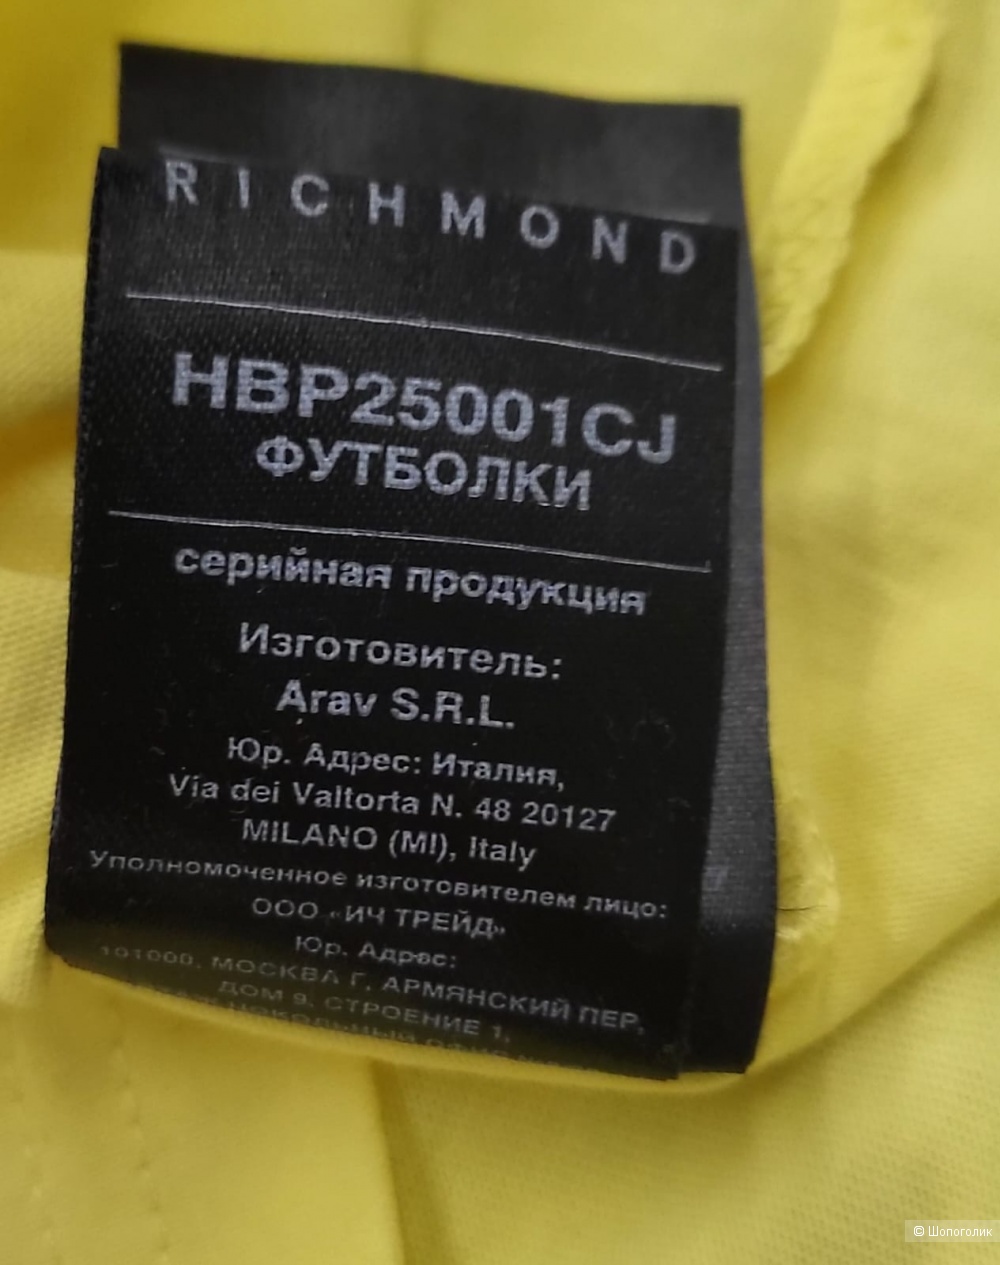 RICHMOND
HBP25001CJ
ФУТБОЛКИ
серийная продукция
Изготовитель:
Arav S.R.L.
Юр. Адрес: Италия,
Via dei Valtorta N. 48 20127
MILANO (MI), Italy
Уполномоченное изготовителем лицо:
ООО «ИЧ ТРЕЙД»
Юр. Адрес:
101000, МОСКВА Г, АРМЯНСКИЙ ПЕР,
ДОМ 9, СТРОЕНИЕ 1,
© Шопоголик